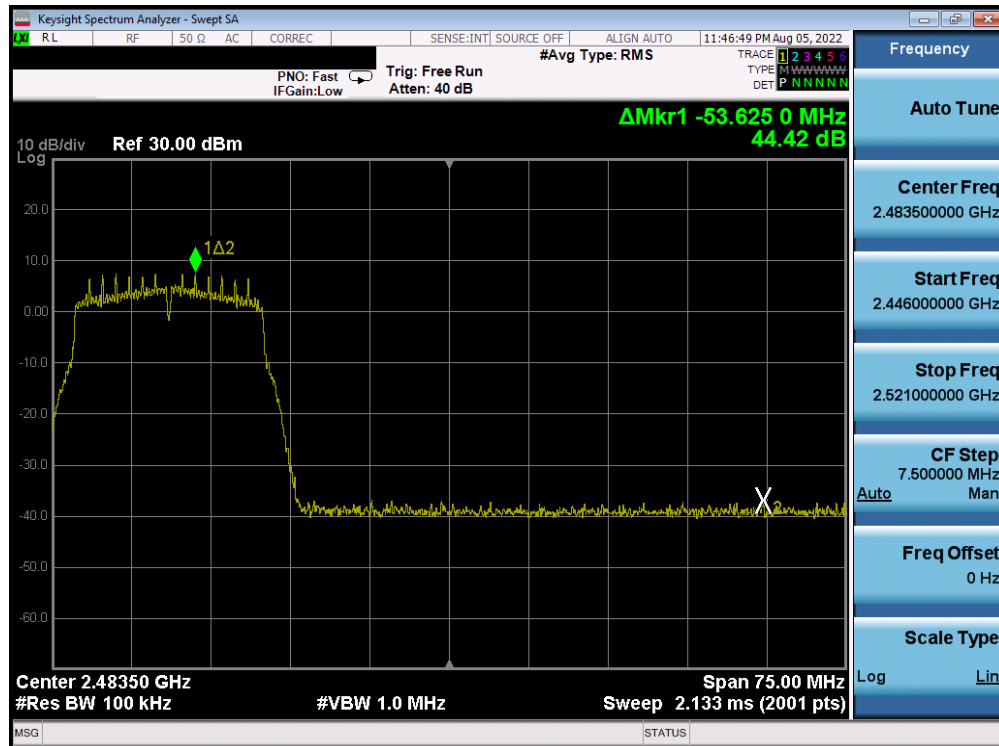 Keysight Spectrum Analyzer - Swept SA
LXI RL RF 50 Ω AC CORREC SENSE:INT SOURCE OFF ALIGN AUTO 11:46:49 PM Aug 05, 2022
#Avg Type: RMS
TRACE 1 2 3 4 5 6
TYPE M WWWWW
DET P N N N N N
PNO: Fast
IFGain:Low
Trig: Free Run
Atten: 40 dB
ΔMkr1 -53.625 0 MHz
44.42 dB
10 dB/div Ref 30.00 dBm
Log
20.0
10.0
0.00
-10.0
-20.0
-30.0
-40.0
-50.0
-60.0
1Δ2
X2
Center 2.48350 GHz Span 75.00 MHz
#Res BW 100 kHz #VBW 1.0 MHz Sweep 2.133 ms (2001 pts)
MSG STATUS
Frequency
Auto Tune
Center Freq
2.483500000 GHz
Start Freq
2.446000000 GHz
Stop Freq
2.521000000 GHz
CF Step
7.500000 MHz
Auto Man
Freq Offset
0 Hz
Scale Type
Log Lin